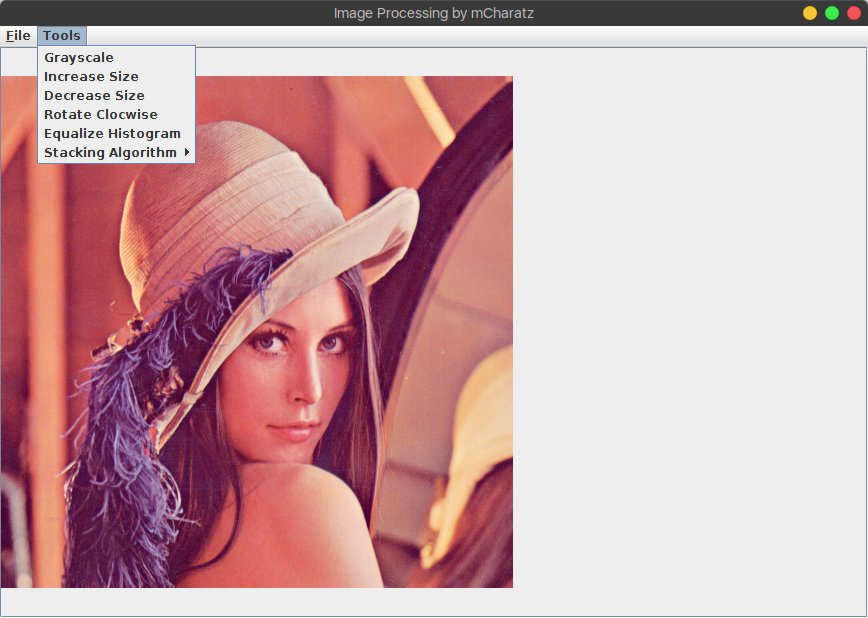 Image Processing by mCharatz
File Tools
Grayscale
Increase Size
Decrease Size
Rotate Clocwise
Equalize Histogram
Stacking Algorithm